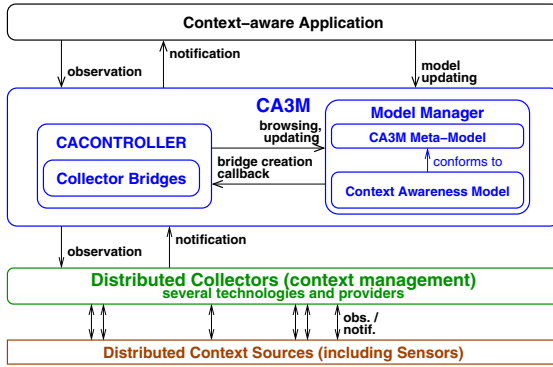 Context-aware Application
observation
notification
model
updating
CA3M
Model Manager
CACONTROLLER
Collector Bridges
browsing,
updating
bridge creation
callback
CA3M Meta-Model
conforms to
Context Awareness Model
observation
notification
Distributed Collectors (context management)
several technologies and providers
obs. /
notif.
Distributed Context Sources (including Sensors)